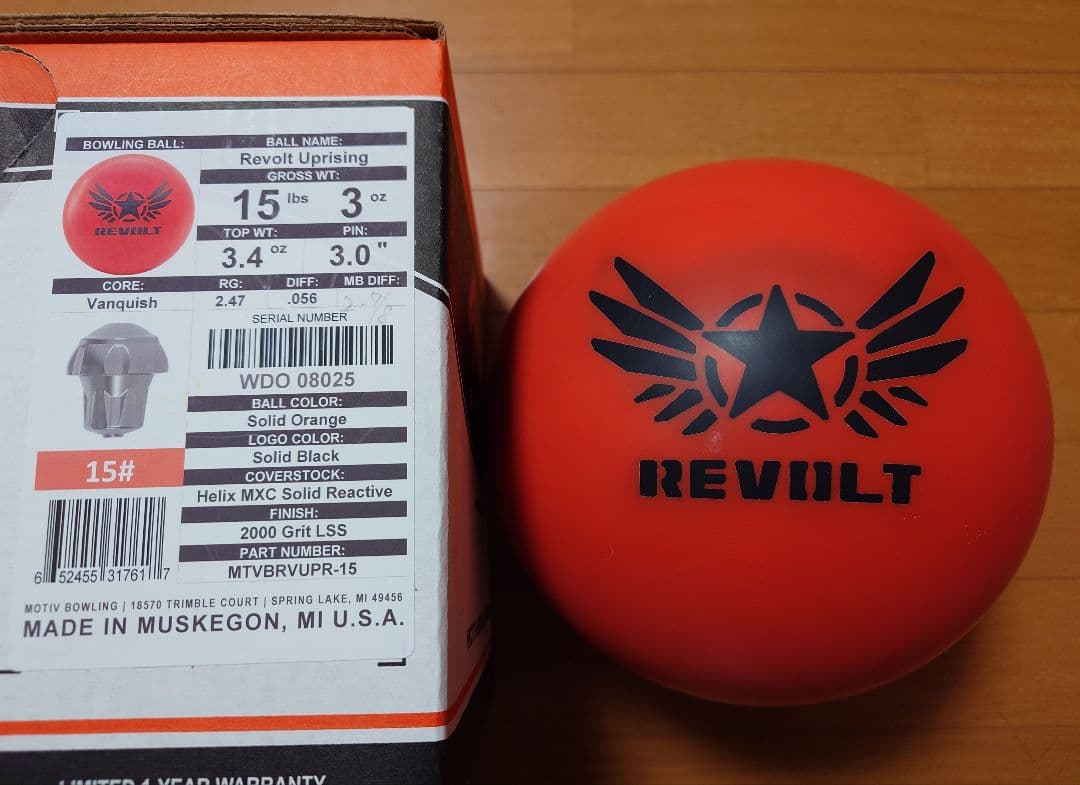 BOWLING BALL:
BALL NAME:
Revolt Uprising
GROSS WT:
15 lbs 3 oz
TOP WT: PIN:
3.4 oz 3.0 "
CORE: RG: DIFF: MB DIFF:
Vanquish 2.47 .056
REVOLT
SERIAL NUMBER
WDO 08025
BALL COLOR:
Solid Orange
LOGO COLOR:
Solid Black
COVERSTOCK:
Helix MXC Solid Reactive
FINISH:
2000 Grit LSS
PART NUMBER:
MTVBRVUPR-15
15#
6 52455 31761 7
MOTIV BOWLING | 18570 TRIMBLE COURT | SPRING LAKE, MI 49456
MADE IN MUSKEGON, MI U.S.A.
LIMITED 1 YEAR WARRANTY
REVOLT